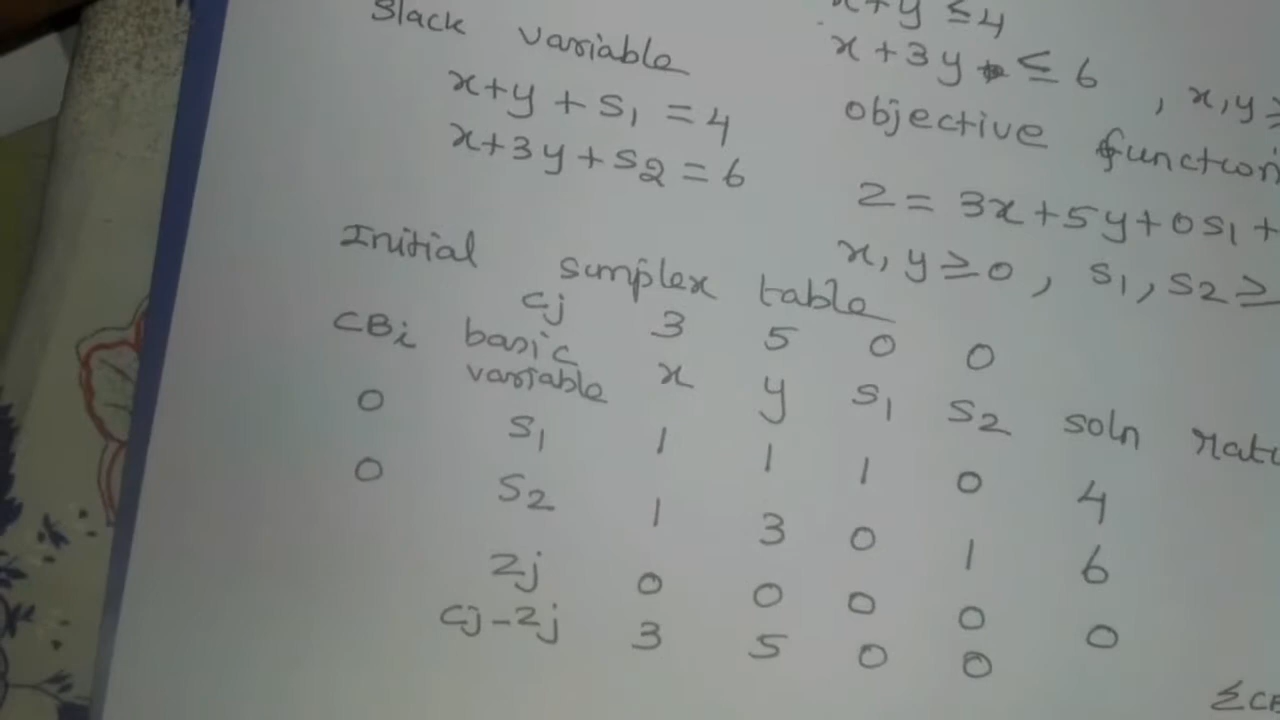 x+y ≤4
x+3y ≤ 6 , x,y ≥
Slack variable
x+y+S1 = 4
x+3y+S2 = 6
objective function
Z = 3x+5y+0S1 +
x, y ≥ 0 , S1, S2 ≥
Initial simplex table
Cj 3 5 0 0
CBi basic variable x y S1 S2 soln
0 S1 1 1 1 0 4
0 S2 1 3 0 1 6
Zj 0 0 0 0 0
Cj-Zj 3 5 0 0